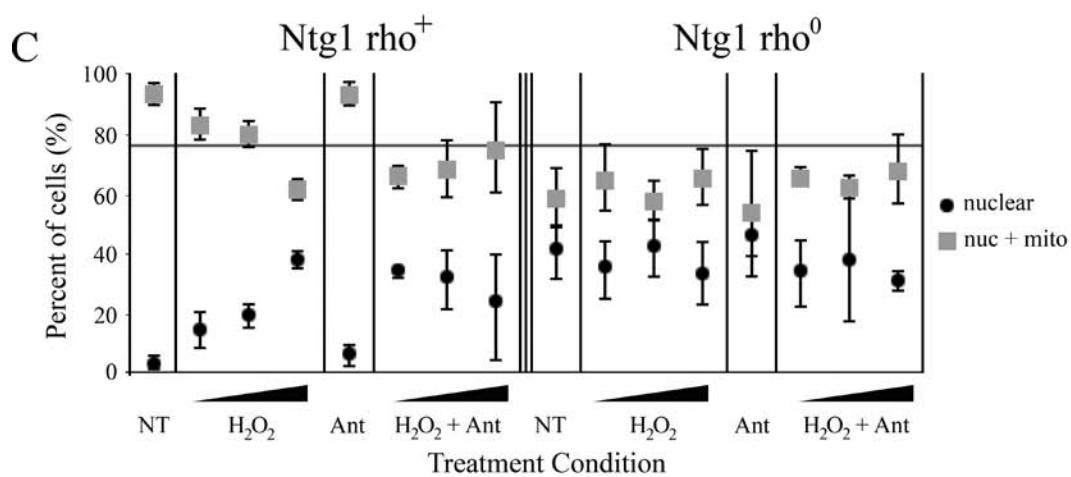 C
Ntg1 rho⁺ Ntg1 rho⁰
Percent of cells (%)
100
80
60
40
20
0
nuclear
nuc + mito
NT H₂O₂ Ant H₂O₂ + Ant NT H₂O₂ Ant H₂O₂ + Ant
Treatment Condition